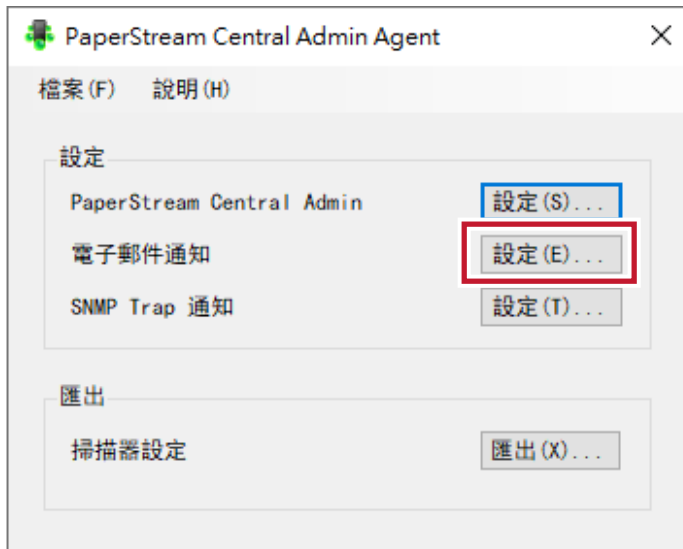 PaperStream Central Admin Agent
檔案(F) 說明(H)
設定
PaperStream Central Admin 設定(S)...
電子郵件通知 設定(E)...
SNMP Trap 通知 設定(T)...
匯出
掃描器設定 匯出(X)...